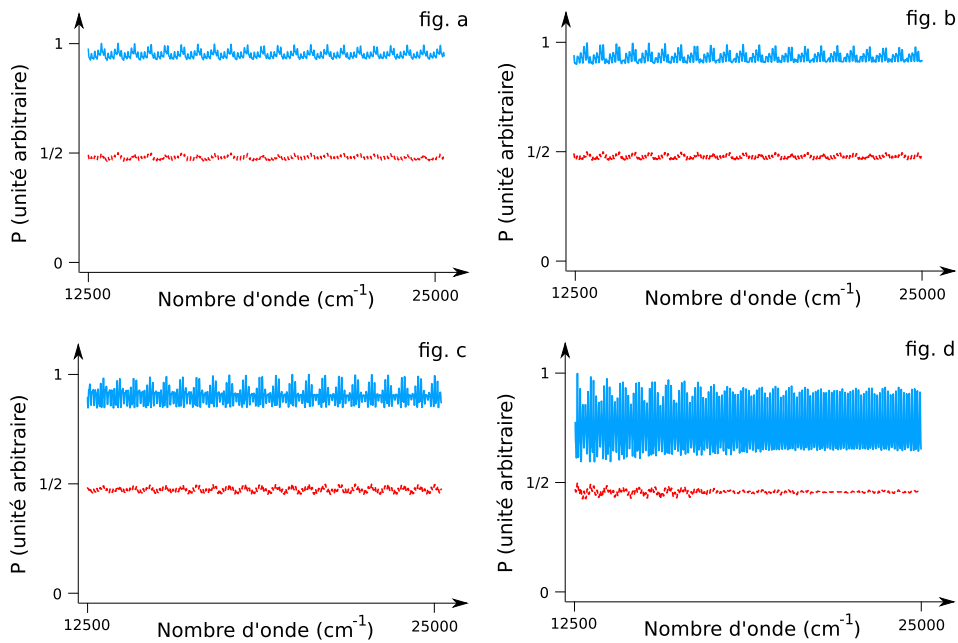 fig. a
1
1/2
0
P (unité arbitraire)
12500
25000
Nombre d'onde (cm-1)
fig. b
1
1/2
0
P (unité arbitraire)
12500
25000
Nombre d'onde (cm-1)
fig. c
1
1/2
0
P (unité arbitraire)
12500
25000
Nombre d'onde (cm-1)
fig. d
1
1/2
0
P (unité arbitraire)
12500
25000
Nombre d'onde (cm-1)